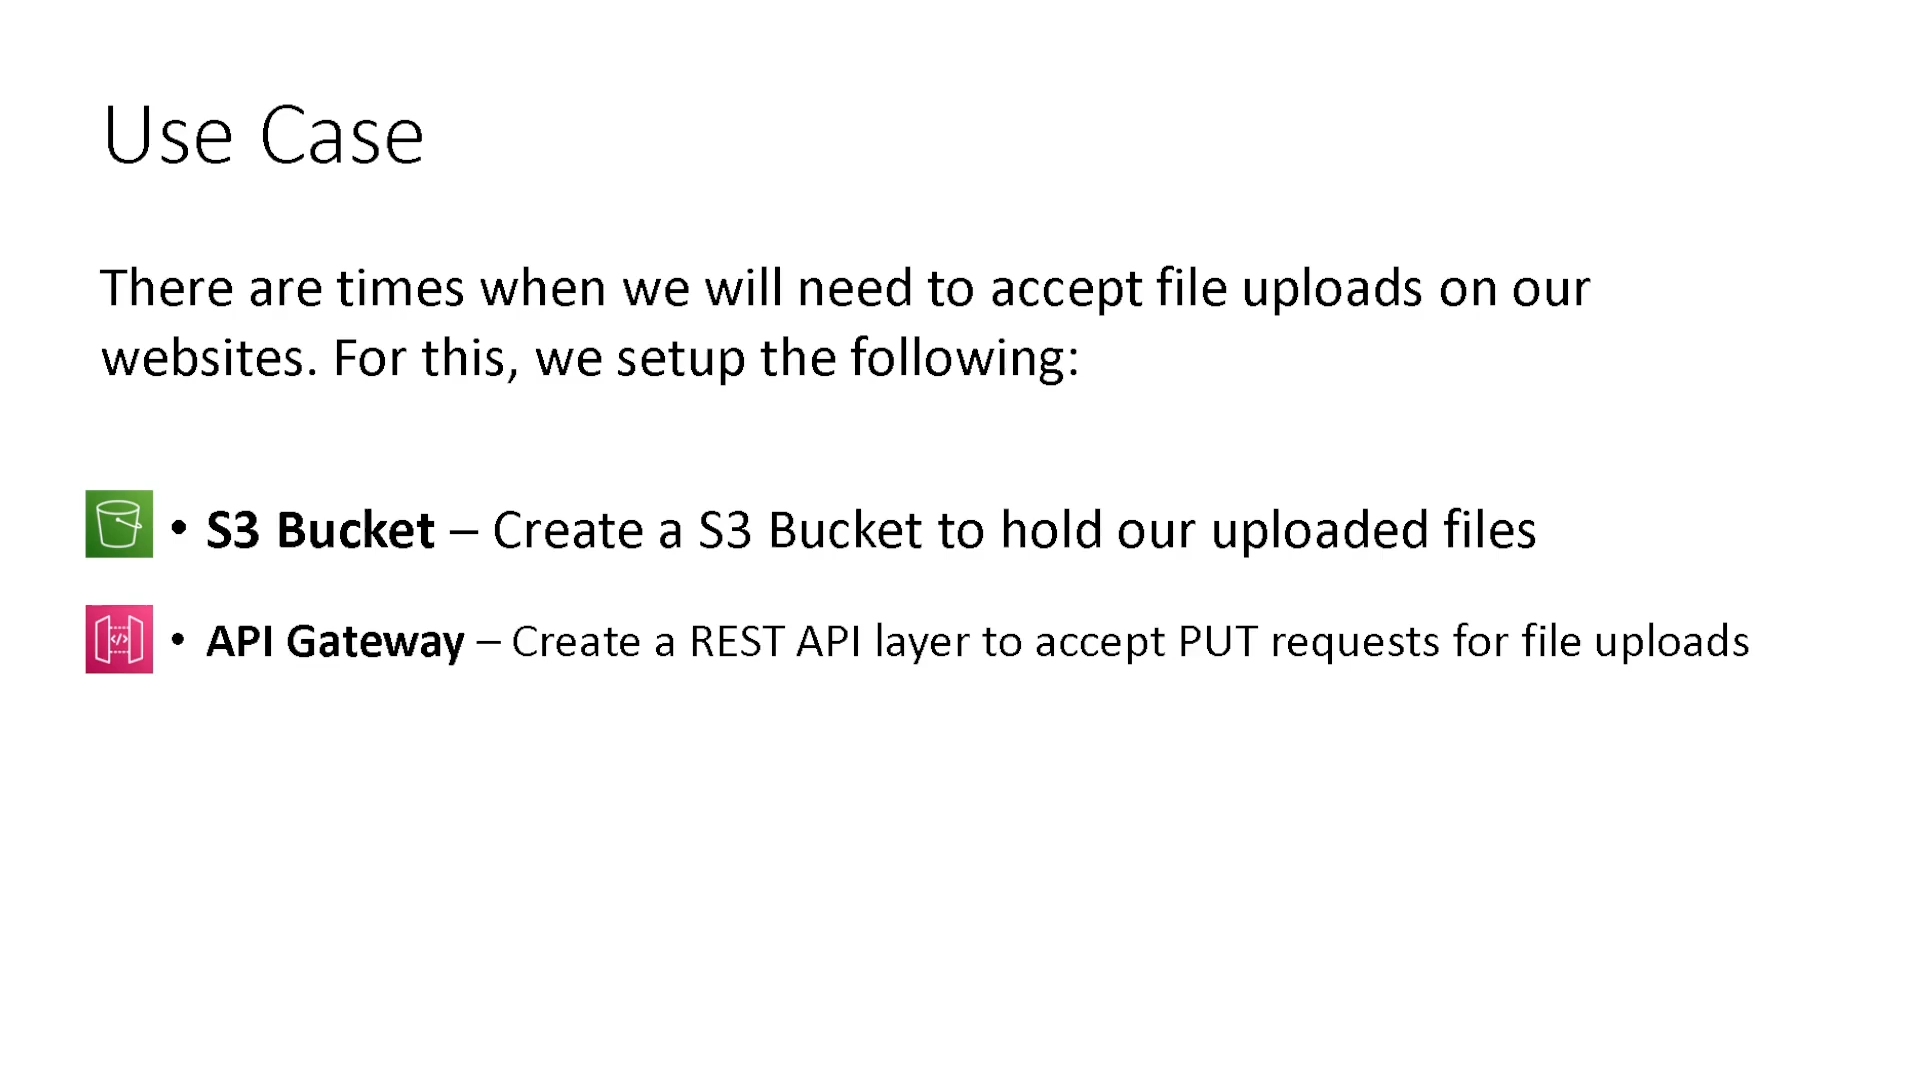 Use Case
There are times when we will need to accept file uploads on our
websites. For this, we setup the following:
• S3 Bucket – Create a S3 Bucket to hold our uploaded files
• API Gateway – Create a REST API layer to accept PUT requests for file uploads